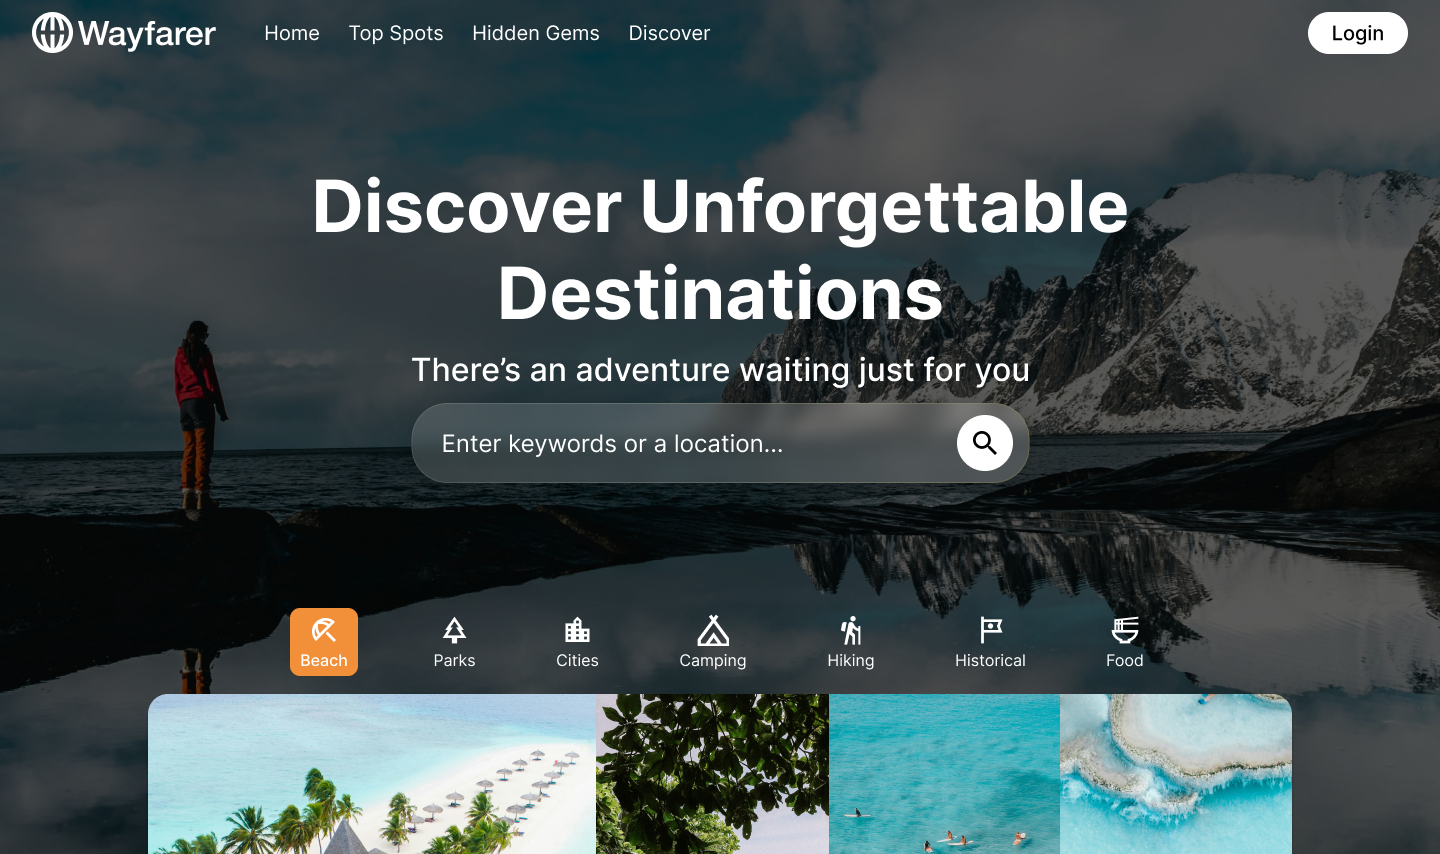 Wayfarer
Home
Top Spots
Hidden Gems
Discover
Login
Discover Unforgettable
Destinations
There’s an adventure waiting just for you
Enter keywords or a location...
Beach
Parks
Cities
Camping
Hiking
Historical
Food